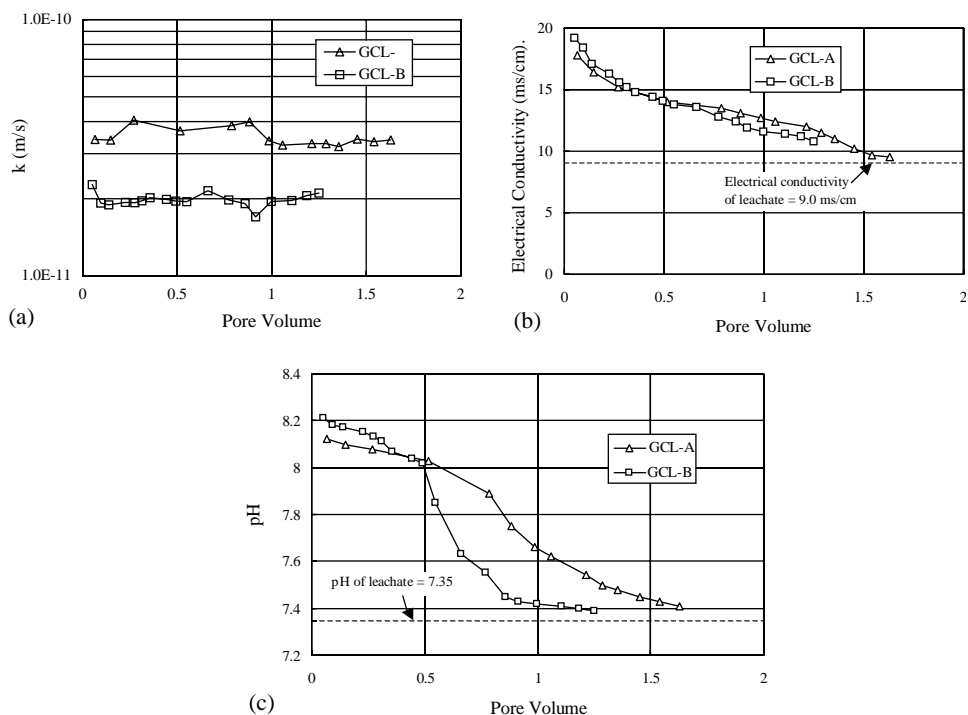 1.0E-10
k (m/s)
1.0E-11
GCL-
GCL-B
0 0.5 1 1.5 2
Pore Volume
(a)
20
15
10
5
0
Electrical Conductivity (ms/cm).
GCL-A
GCL-B
Electrical conductivity
of leachate = 9.0 ms/cm
0 0.5 1 1.5 2
Pore Volume
(b)
8.4
8.2
8
7.8
7.6
7.4
7.2
pH
GCL-A
GCL-B
pH of leachate = 7.35
0 0.5 1 1.5 2
Pore Volume
(c)